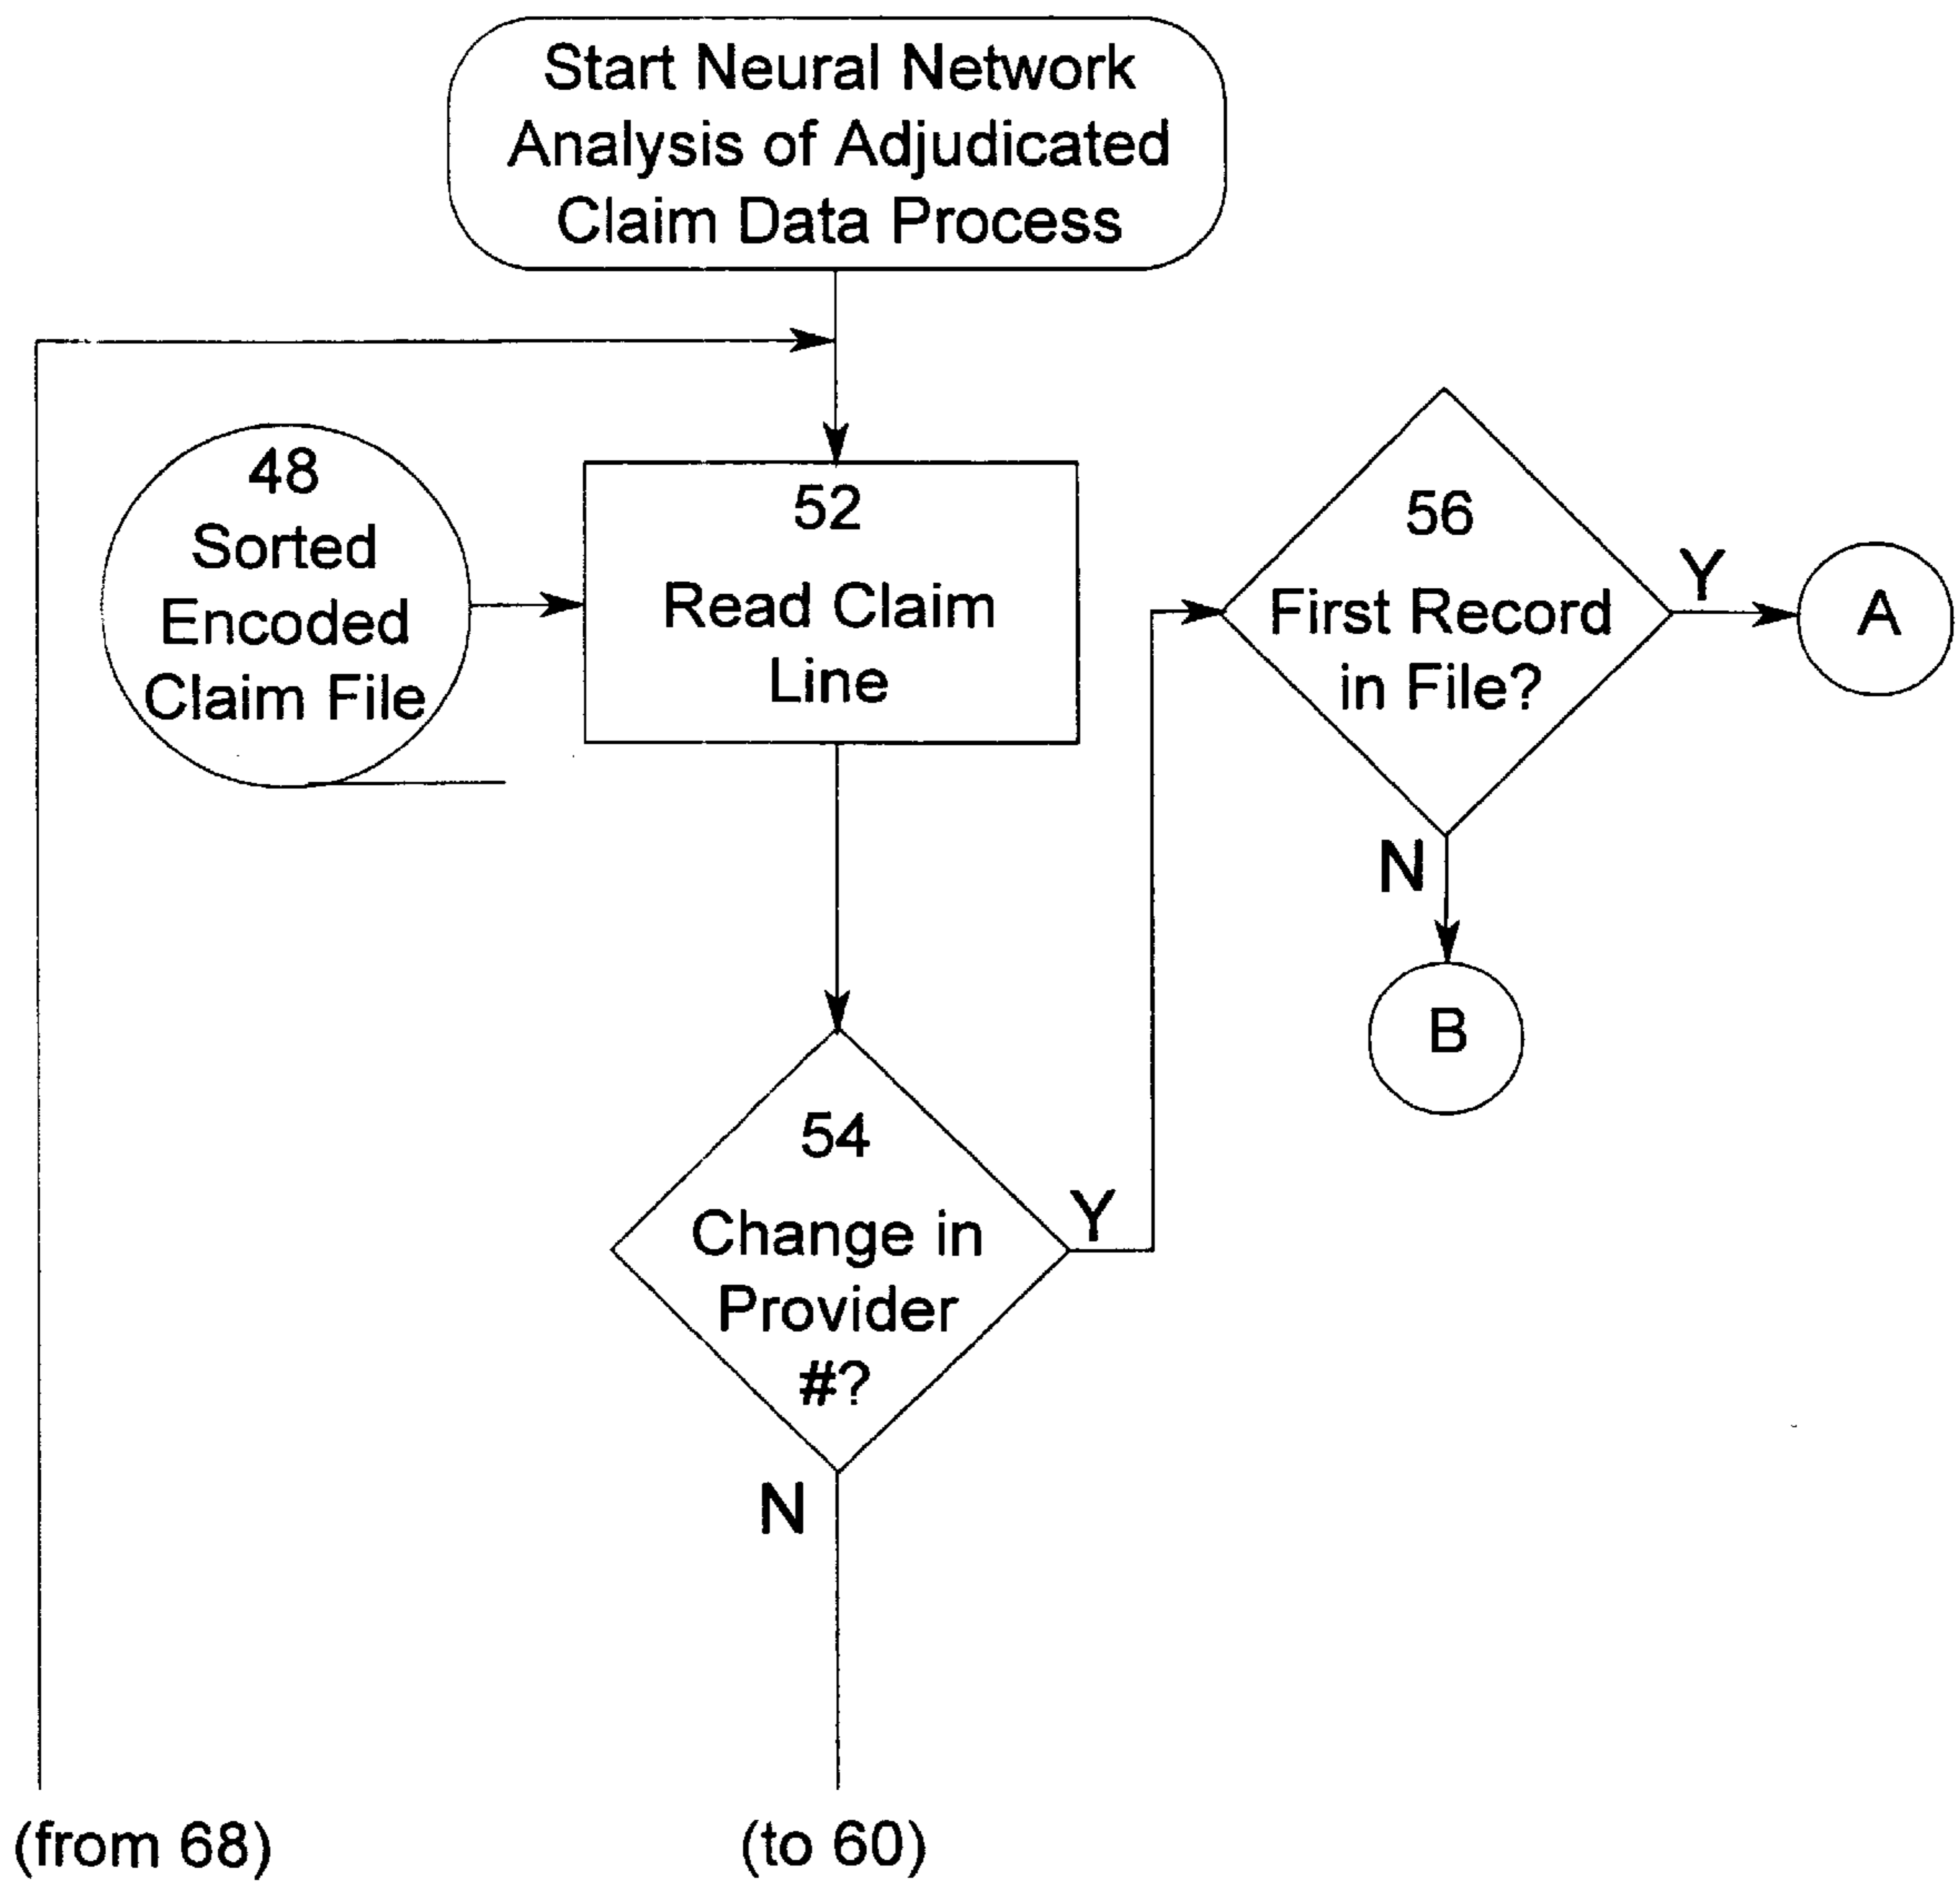 Start Neural Network
Analysis of Adjudicated
Claim Data Process
48
Sorted
Encoded
Claim File
52
Read Claim
Line
56
First Record
in File?
Y
A
N
B
54
Change in
Provider
#?
Y
N
(from 68)
(to 60)